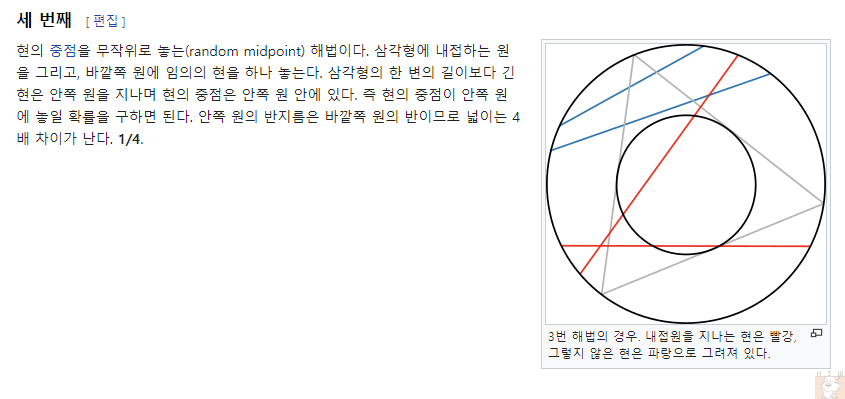 세 번째 [ 편집 ]
현의 중점을 무작위로 놓는(random midpoint) 해법이다. 삼각형에 내접하는 원
을 그리고, 바깥쪽 원에 임의의 현을 하나 놓는다. 삼각형의 한 변의 길이보다 긴
현은 안쪽 원을 지나며 현의 중점은 안쪽 원 안에 있다. 즉 현의 중점이 안쪽 원
에 놓일 확률을 구하면 된다. 안쪽 원의 반지름은 바깥쪽 원의 반이므로 넓이는 4
배 차이가 난다. 1/4.
3번 해법의 경우. 내접원을 지나는 현은 빨강,
그렇지 않은 현은 파랑으로 그려져 있다.